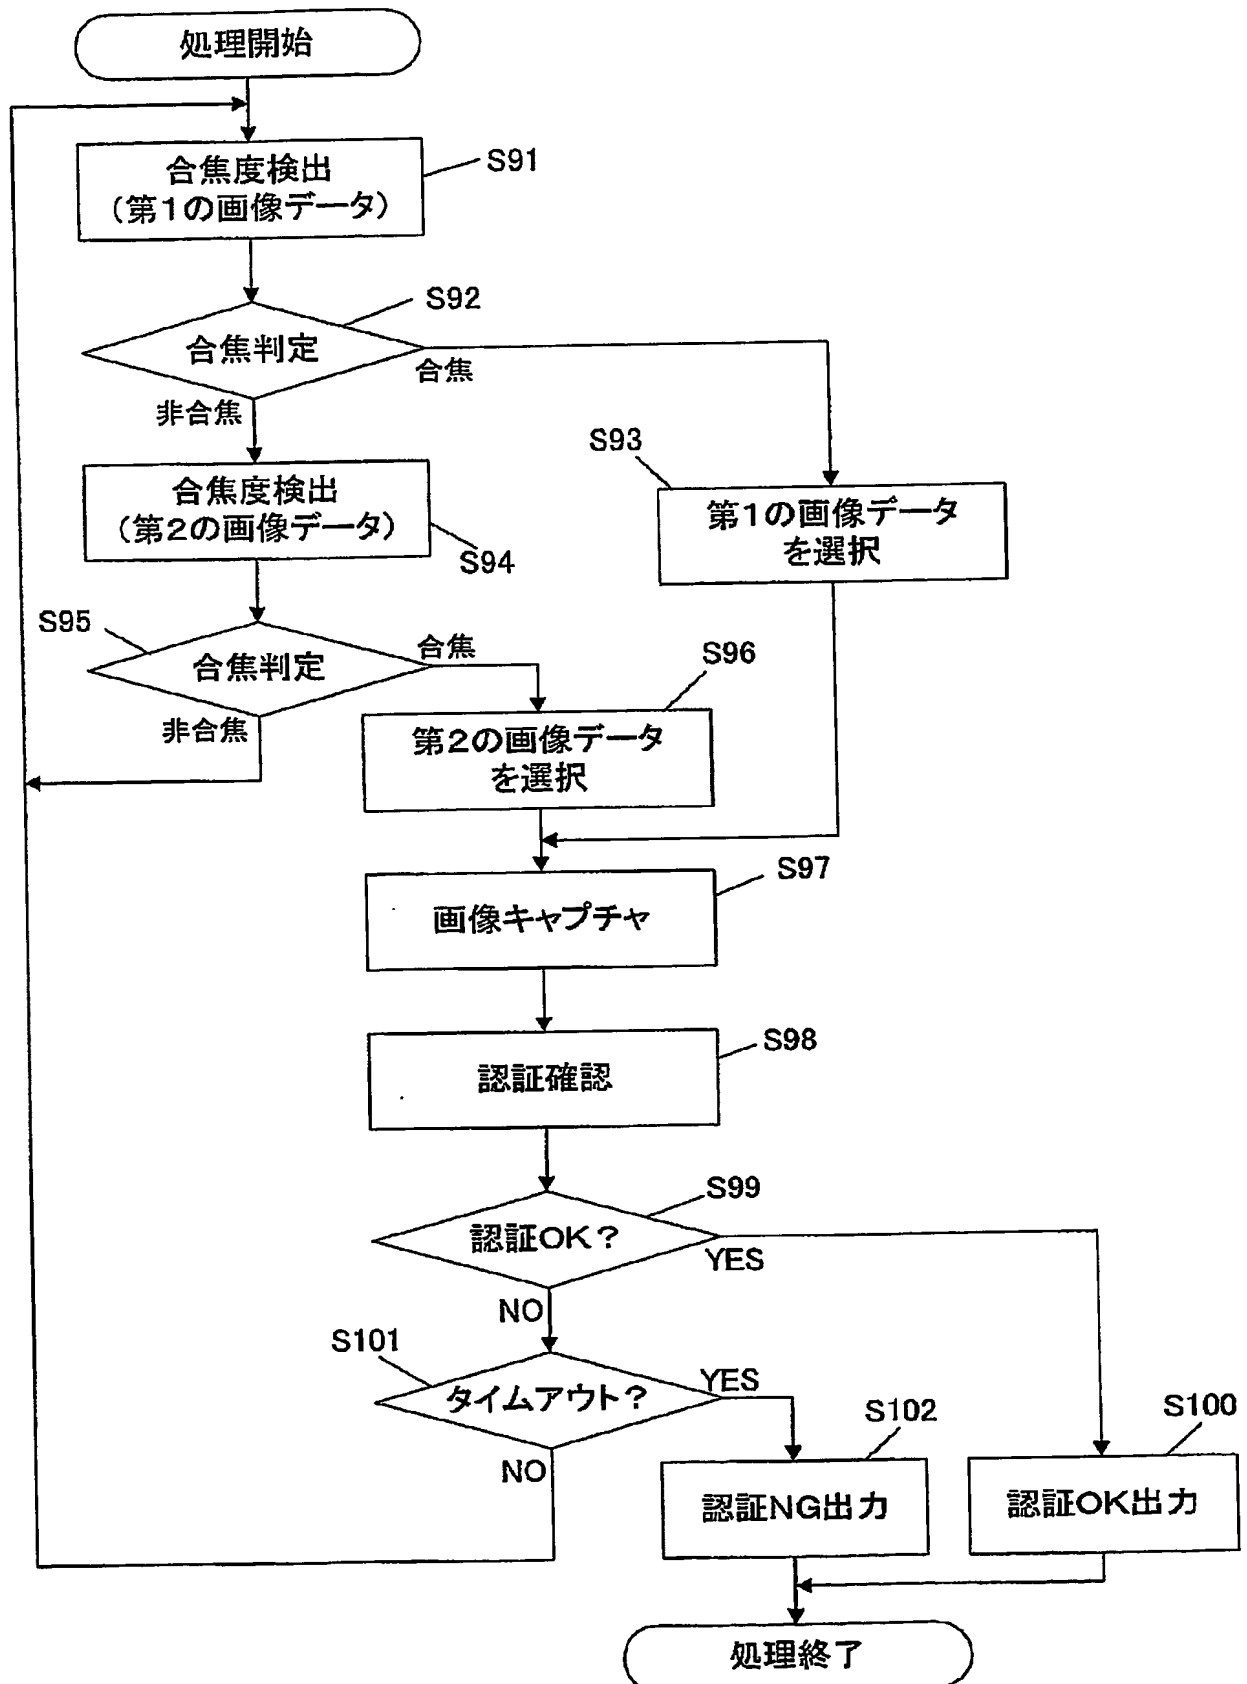 処理開始
合焦度検出
(第1の画像データ)
S91
合焦判定
S92
合焦
非合焦
合焦度検出
(第2の画像データ)
S94
S93
第1の画像データ
を選択
S95
合焦判定
合焦
非合焦
S96
第2の画像データ
を選択
画像キャプチャ
S97
認証確認
S98
認証OK?
S99
YES
NO
S101
タイムアウト?
YES
NO
S102
認証NG出力
S100
認証OK出力
処理終了